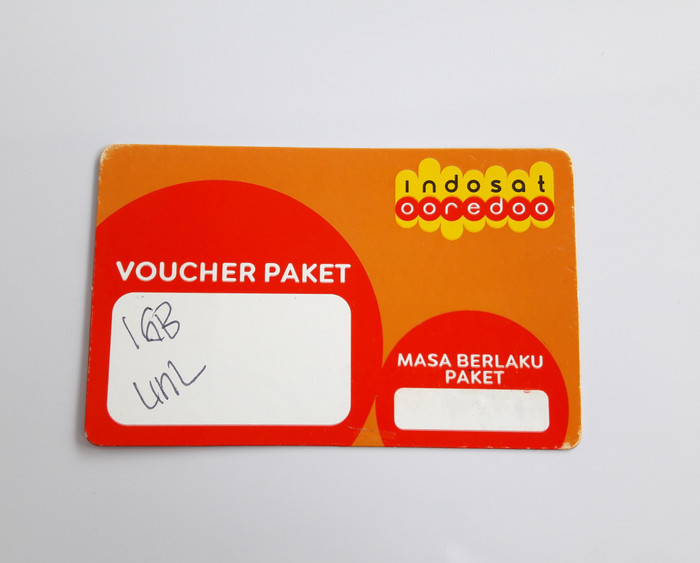 indosat
ooredoo
VOUCHER PAKET
1GB
UNL
MASA BERLAKU
PAKET